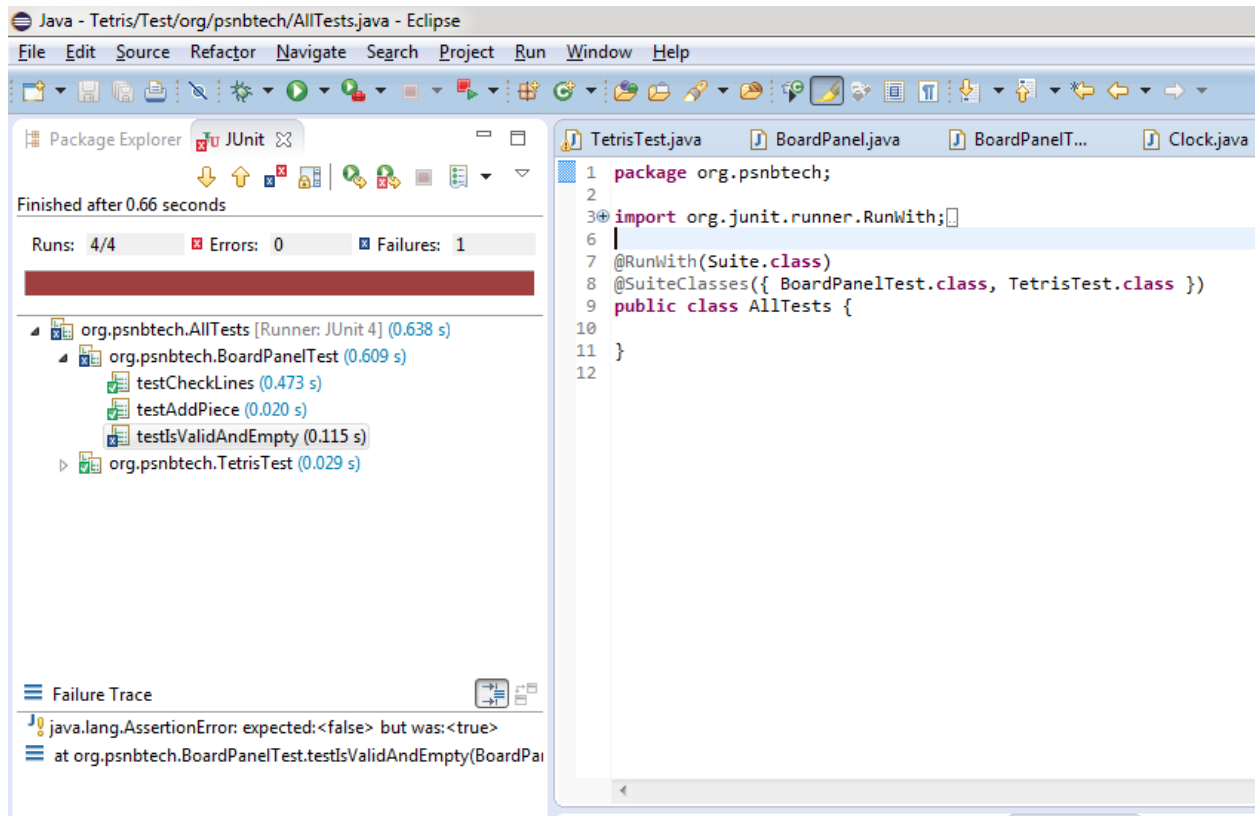 Java - Tetris/Test/org/psnbtech/AllTests.java - Eclipse
File Edit Source Refactor Navigate Search Project Run Window Help
Package Explorer JUnit
Finished after 0.66 seconds
Runs: 4/4 Errors: 0 Failures: 1
org.psnbtech.AllTests [Runner: JUnit 4] (0.638 s)
org.psnbtech.BoardPanelTest (0.609 s)
testCheckLines (0.473 s)
testAddPiece (0.020 s)
testIsValidAndEmpty (0.115 s)
org.psnbtech.TetrisTest (0.029 s)
Failure Trace
java.lang.AssertionError: expected:<false> but was:<true>
at org.psnbtech.BoardPanelTest.testIsValidAndEmpty(BoardPa
TetrisTest.java BoardPanel.java BoardPanelT... Clock.java
1 package org.psnbtech;
2
3 import org.junit.runner.RunWith;
6
7 @RunWith(Suite.class)
8 @SuiteClasses({ BoardPanelTest.class, TetrisTest.class })
9 public class AllTests {
10
11 }
12